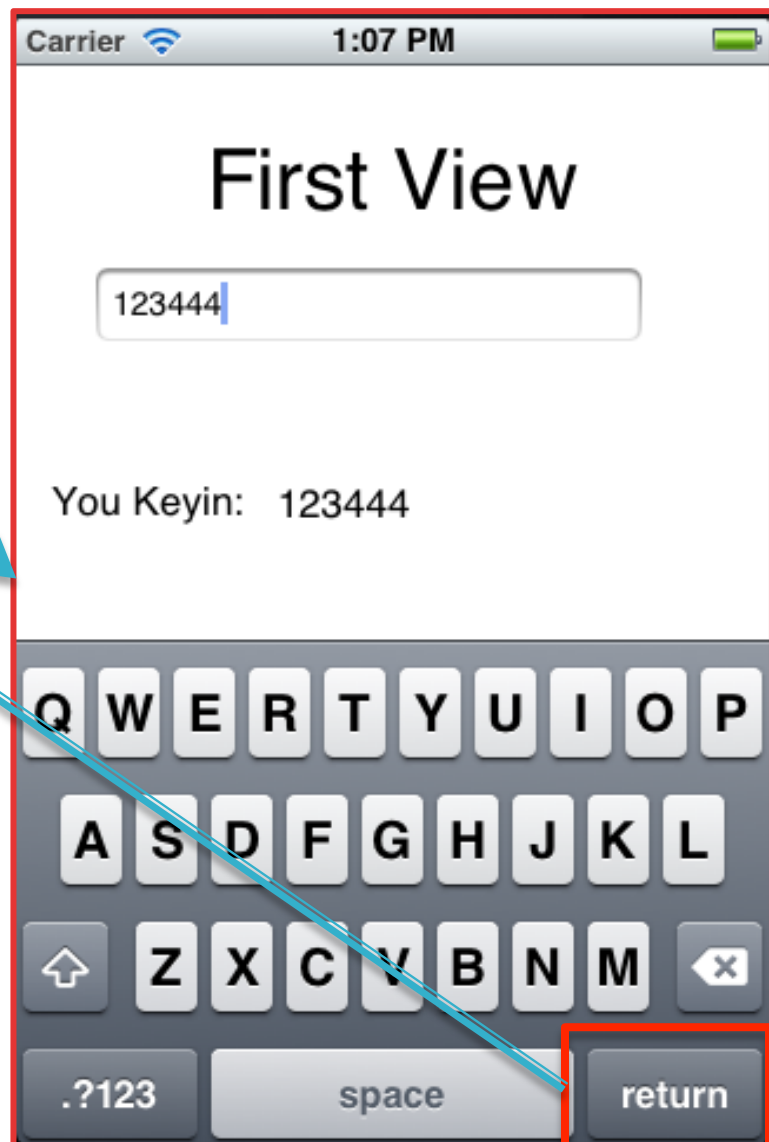 Carrier 1:07 PM
First View
123444
You Keyin: 123444
Q W E R T Y U I O P
A S D F G H J K L
Z X C V B N M
.?123 space return